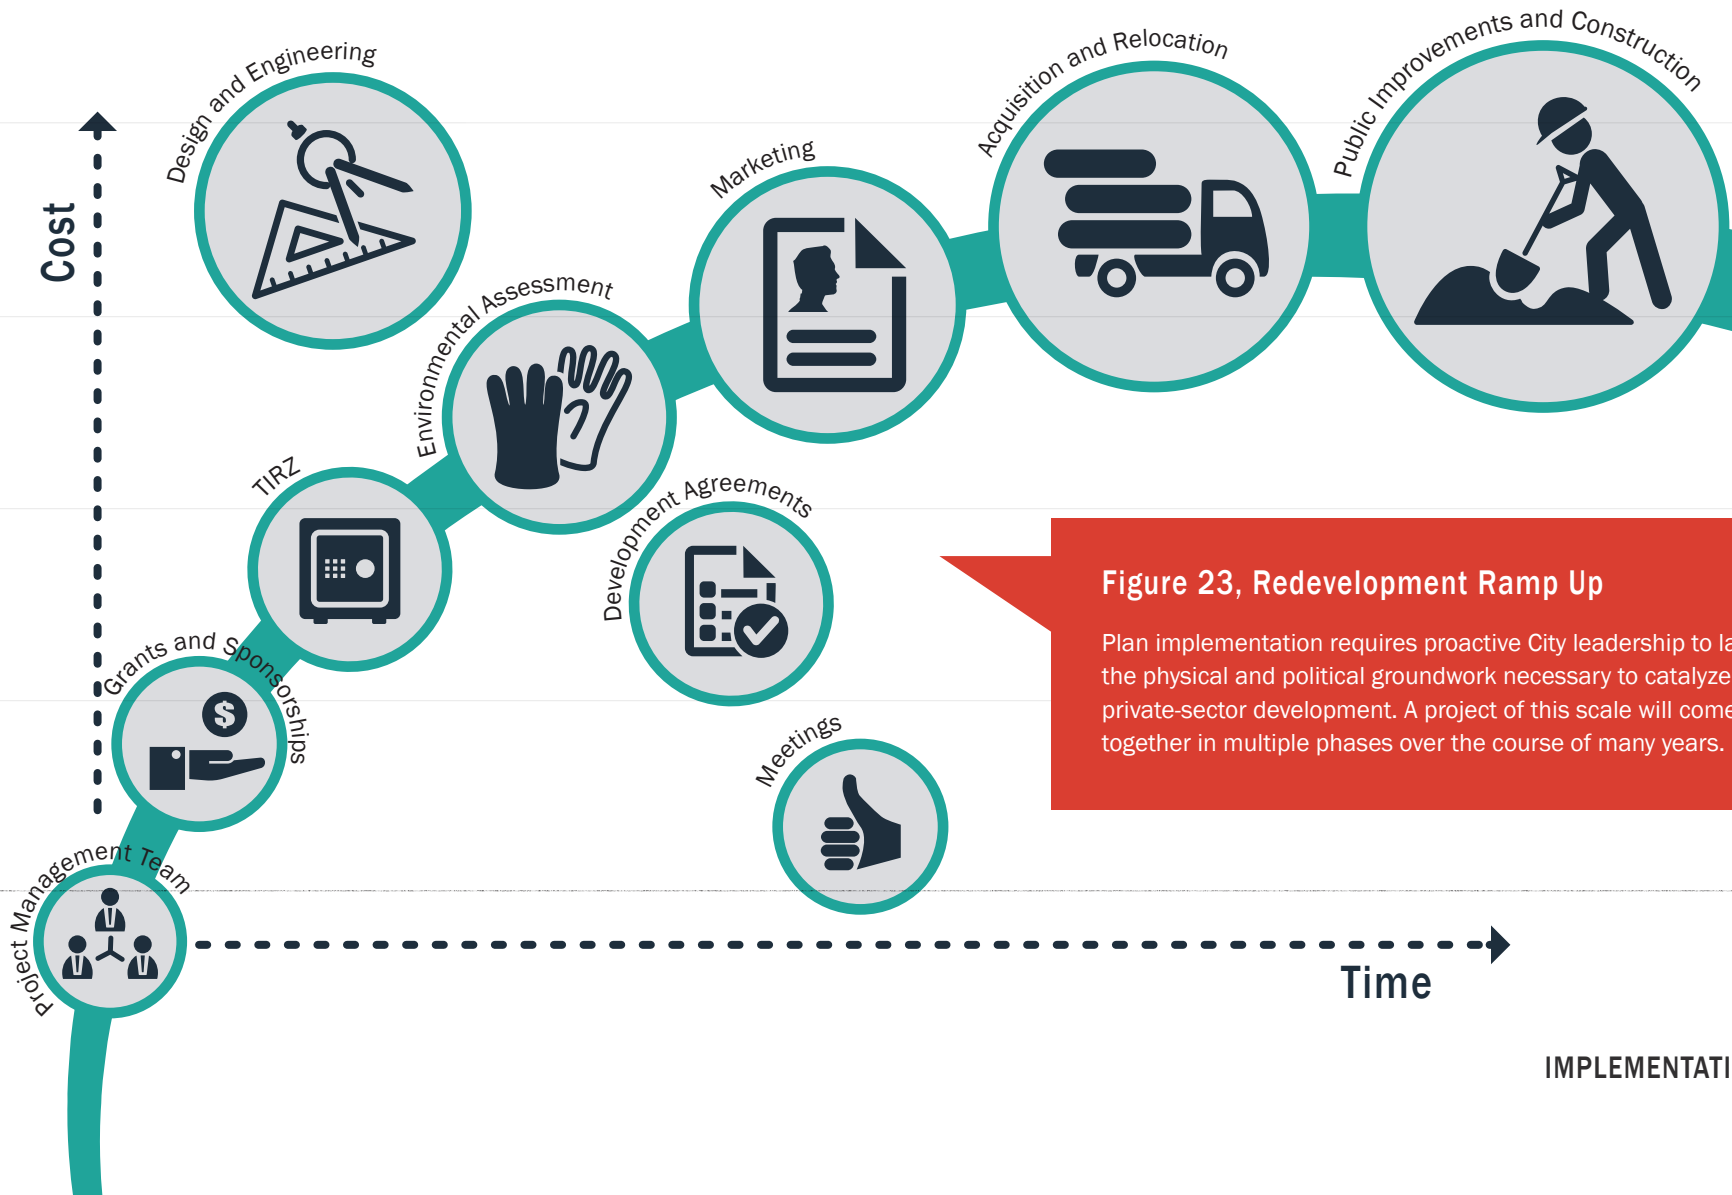 Design and Engineering
Acquisition and Relocation
Public Improvements and Construction
Marketing
Cost
Environmental Assessment
TIRZ
Development Agreements
Grants and Sponsorships
$
Meetings
Project Management Team
Figure 23, Redevelopment Ramp Up
Plan implementation requires proactive City leadership to la
the physical and political groundwork necessary to catalyze
private-sector development. A project of this scale will come
together in multiple phases over the course of many years.
Time
IMPLEMENTATI